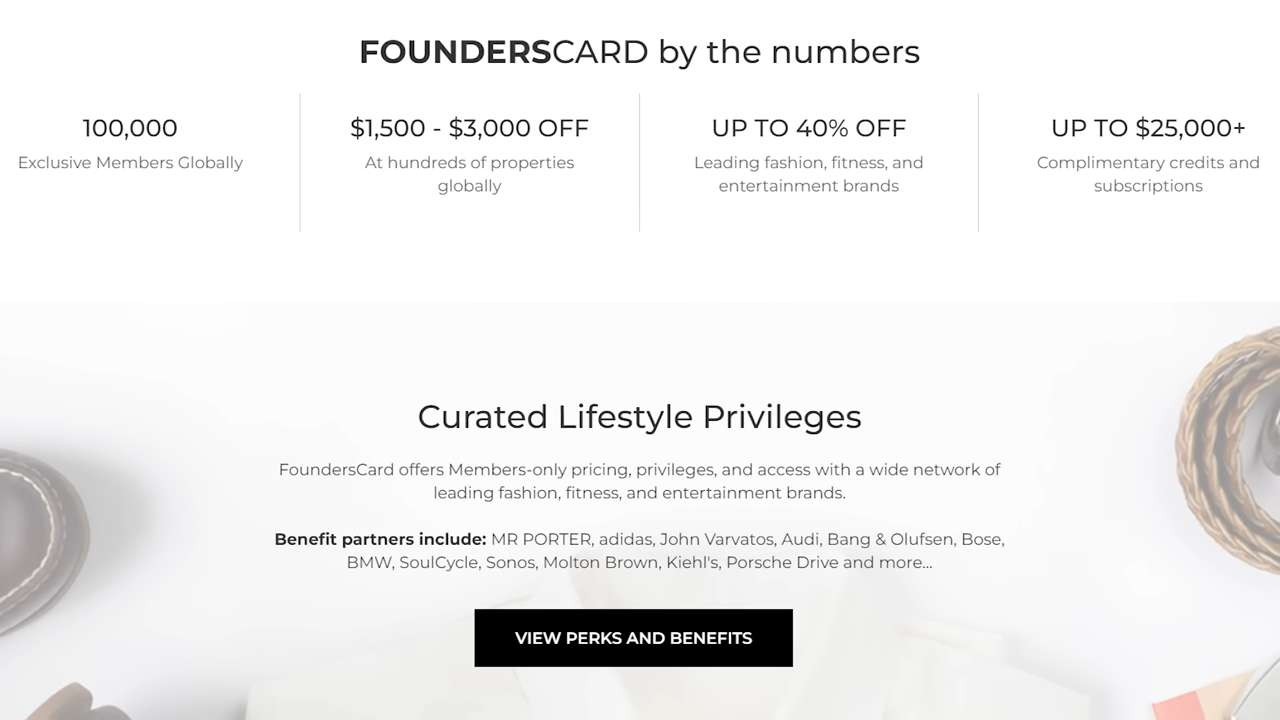 FOUNDERSCARD by the numbers
100,000
Exclusive Members Globally
$1,500 - $3,000 OFF
At hundreds of properties
globally
UP TO 40% OFF
Leading fashion, fitness, and
entertainment brands
UP TO $25,000+
Complimentary credits and
subscriptions
Curated Lifestyle Privileges
FoundersCard offers Members-only pricing, privileges, and access with a wide network of
leading fashion, fitness, and entertainment brands.
Benefit partners include: MR PORTER, adidas, John Varvatos, Audi, Bang & Olufsen, Bose,
BMW, SoulCycle, Sonos, Molton Brown, Kiehl's, Porsche Drive and more...
VIEW PERKS AND BENEFITS